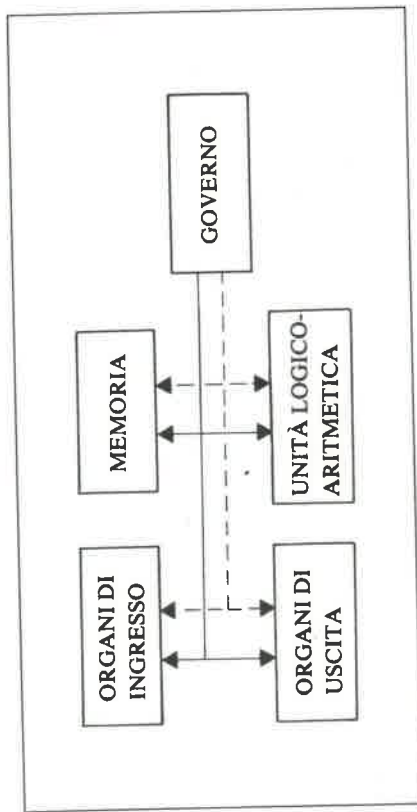 ORGANI DI
INGRESSO
MEMORIA
GOVERNO
ORGANI DI
USCITA
UNITÀ LOGICO-
ARITMETICA